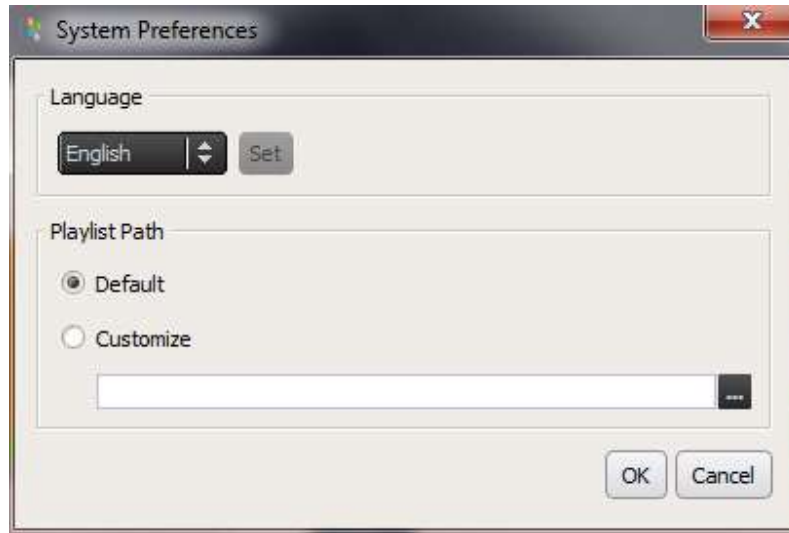 System Preferences
Language
English Set
Playlist Path
Default
Customize
...
OK Cancel